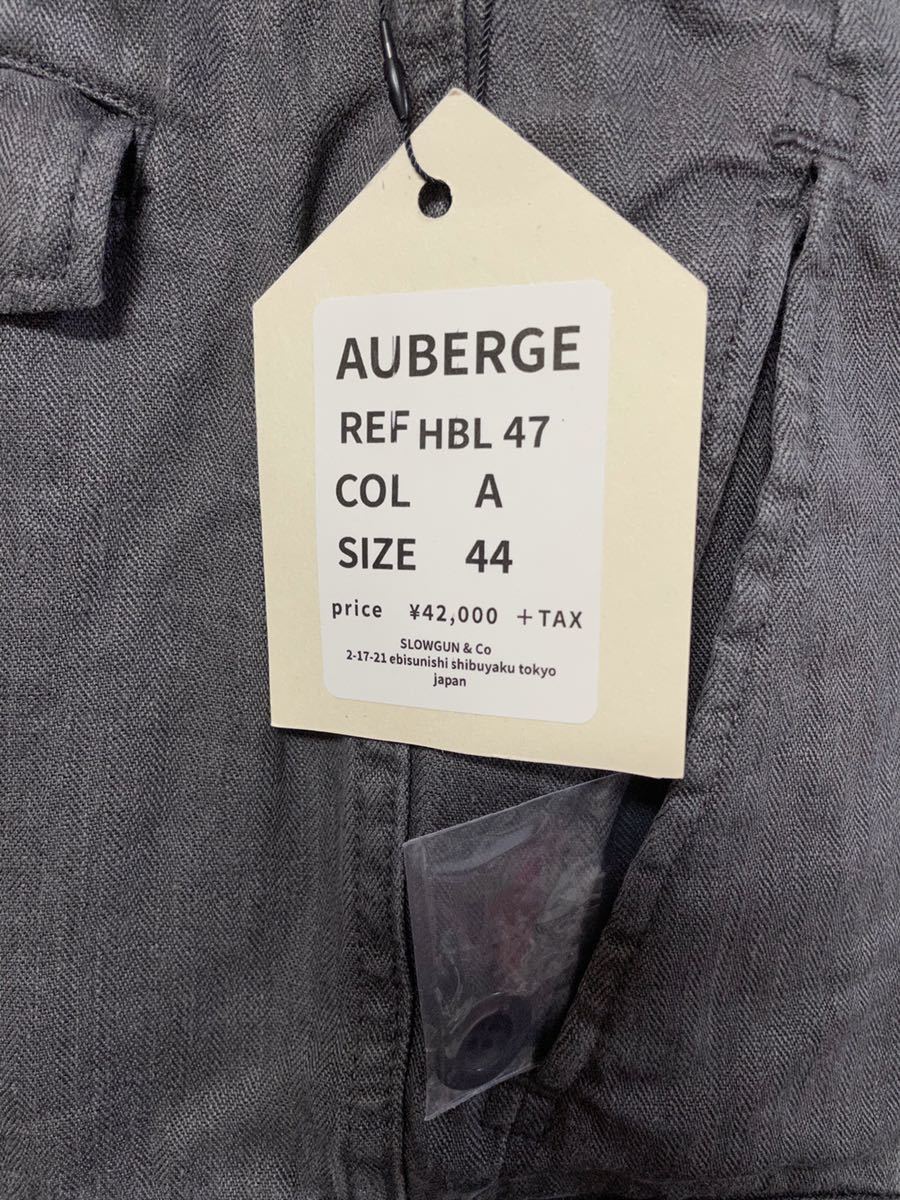 AUBERGE
REF HBL 47
COL A
SIZE 44
price ¥42,000 +TAX
SLOWGUN & Co
2-17-21 ebisunishi shibuyaku tokyo
japan